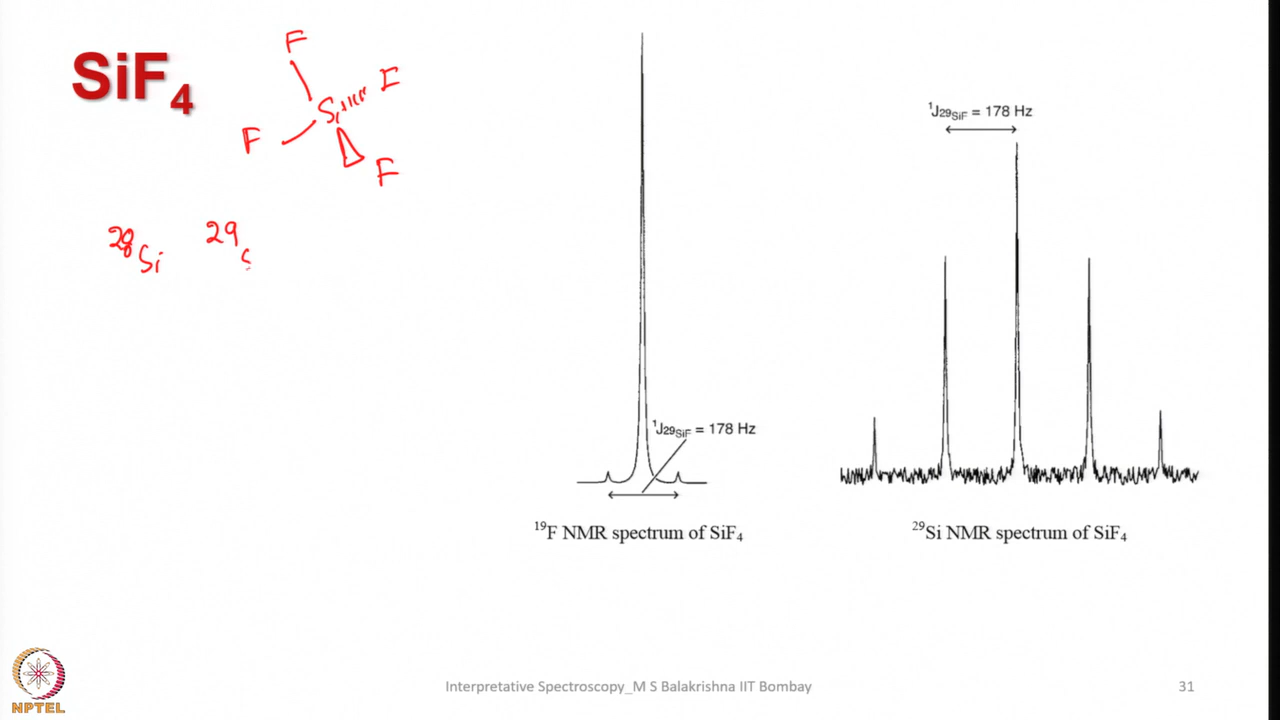 SiF₄
F
F
Si
F
F
²⁸Si ²⁹S
¹J₂₉SiF = 178 Hz
¹J₂₉SiF = 178 Hz
¹⁹F NMR spectrum of SiF₄
²⁹Si NMR spectrum of SiF₄
NPTEL
Interpretative Spectroscopy_M S Balakrishna IIT Bombay
31